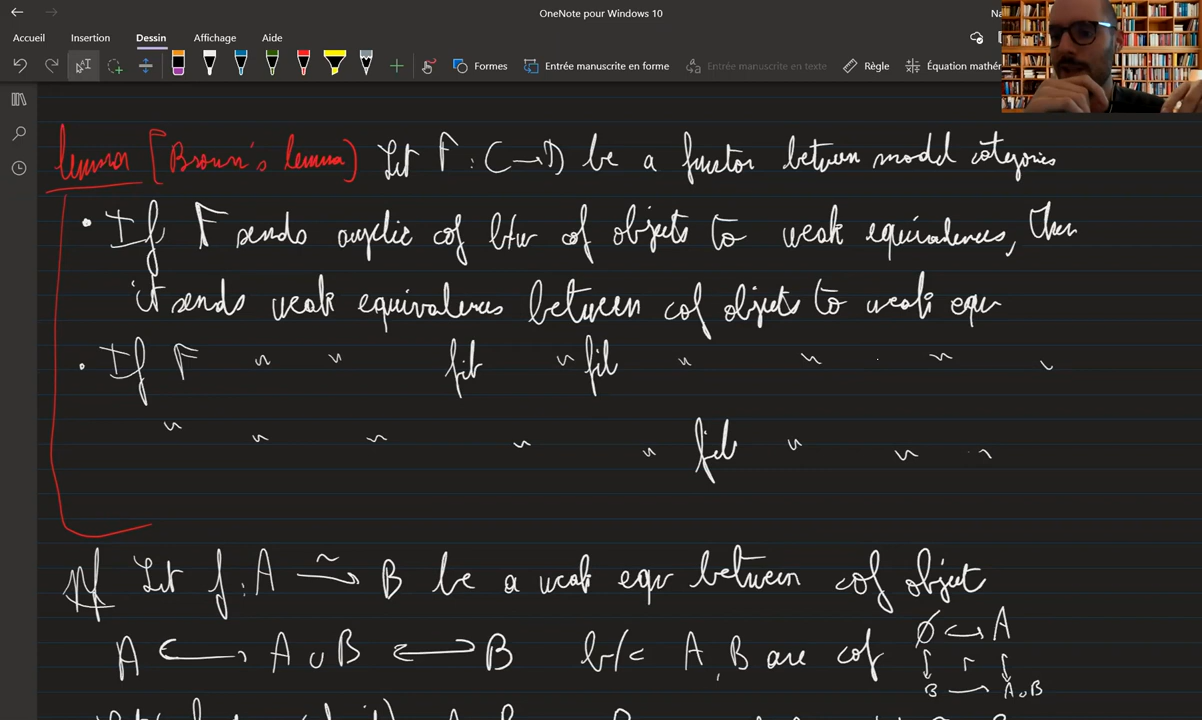 OneNote pour Windows 10
Na
Accueil Insertion Dessin Affichage Aide
Formes Entrée manuscrite en forme Entrée manuscrite en texte Règle Équation mathé
lemma [Brown's lemma) Let F : C → D be a functor between model categories
• If F sends acyclic cof btw cof objects to weak equivalences, then
it sends weak equivalences between cof objects to weak equ
• If F " " fib " fib " " " "
" " " " " fib " " "
Pf Let f : A ⥲ B be a weak equ between cof object
A ↪ A ∪ B ↩ B b/c A, B are cof
∅ ↪ A
B → A ∪ B